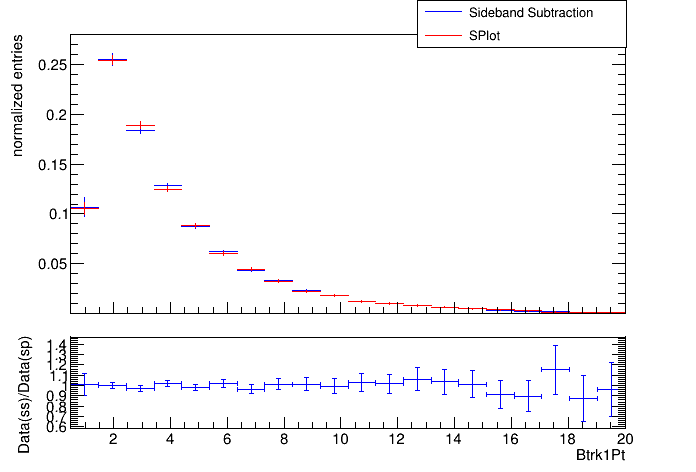 Sideband Subtraction
SPlot
normalized entries
0.25
0.2
0.15
0.1
0.05
Data(ss)/Data(sp)
1.4
1.3
1.2
1.1
1
0.9
0.8
0.7
0.6
2 4 6 8 10 12 14 16 18 20
Btrk1Pt